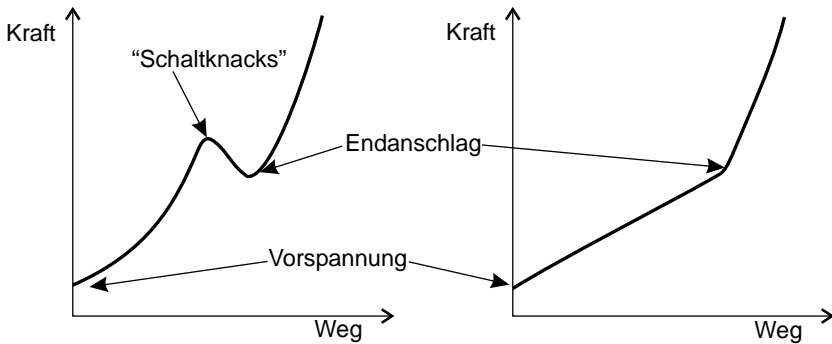 Kraft
“Schaltknacks”
Endanschlag
Vorspannung
Weg
Kraft
Weg